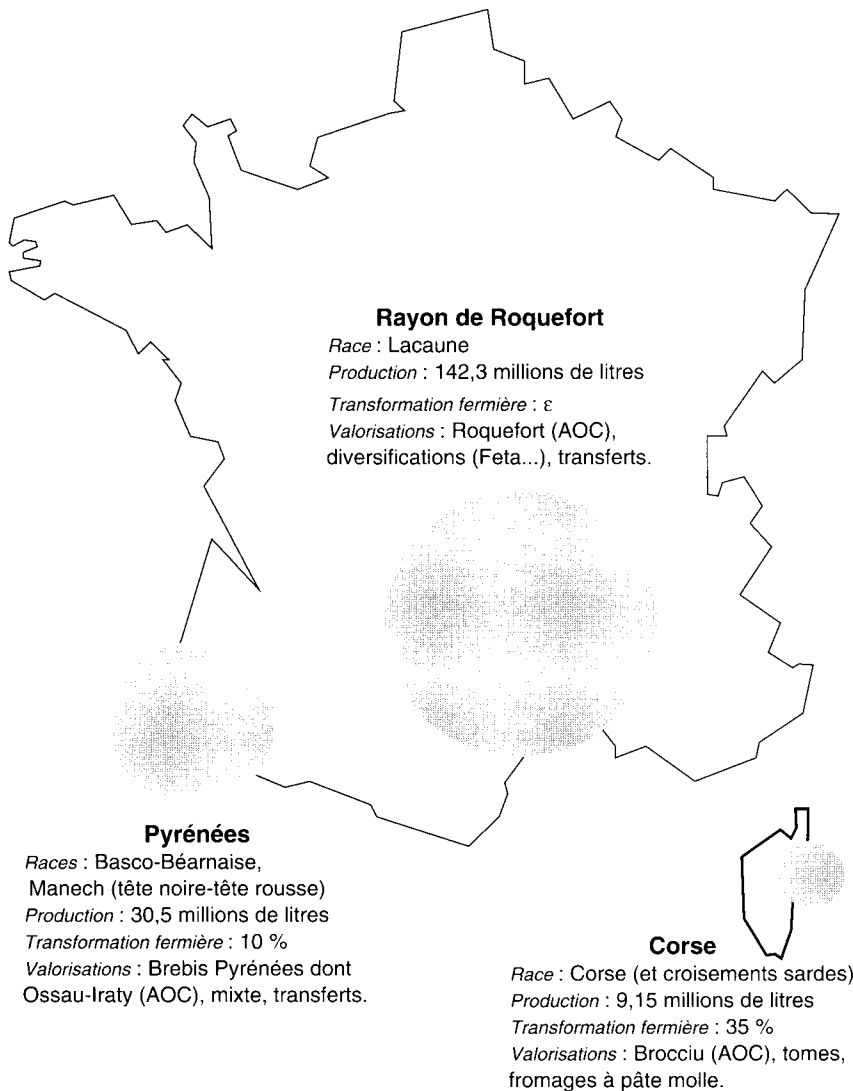 Rayon de Roquefort
Race : Lacaune
Production : 142,3 millions de litres
Transformation fermière : ε
Valorisations : Roquefort (AOC),
diversifications (Feta...), transferts.
Pyrénées
Races : Basco-Béarnaise,
Manech (tête noire-tête rousse)
Production : 30,5 millions de litres
Transformation fermière : 10 %
Valorisations : Brebis Pyrénées dont
Ossau-Iraty (AOC), mixte, transferts.
Corse
Race : Corse (et croisements sardes)
Production : 9,15 millions de litres
Transformation fermière : 35 %
Valorisations : Brocciu (AOC), tomes,
fromages à pâte molle.